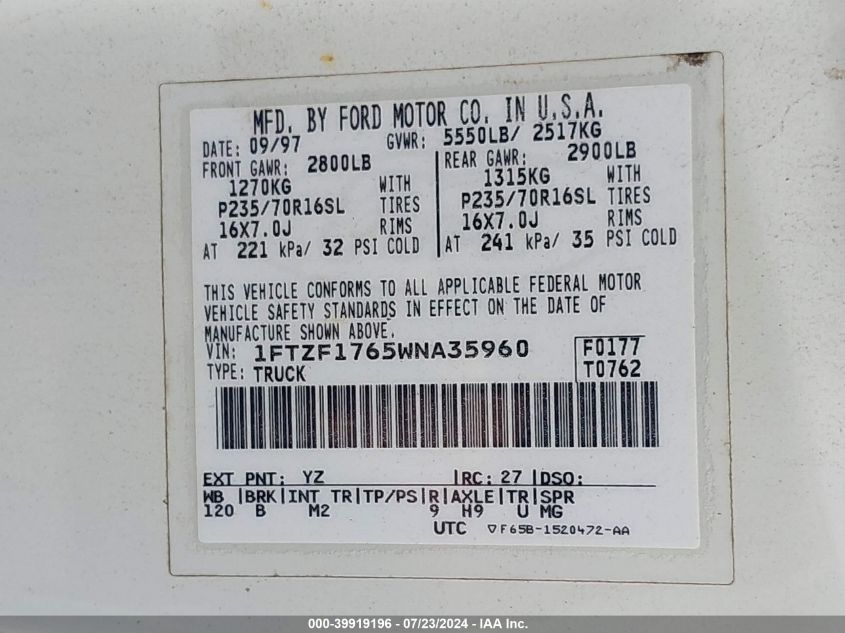 MFD. BY FORD MOTOR CO. IN U.S.A.
DATE: 09/97 GVWR: 5550LB/ 2517KG
FRONT GAWR: 2800LB
1270KG WITH
P235/70R16SL TIRES
16X7.0J RIMS
AT 221 kPa/ 32 PSI COLD
REAR GAWR: 2900LB
1315KG WITH
P235/70R16SL TIRES
16X7.0J RIMS
AT 241 kPa/ 35 PSI COLD
THIS VEHICLE CONFORMS TO ALL APPLICABLE FEDERAL MOTOR
VEHICLE SAFETY STANDARDS IN EFFECT ON THE DATE OF
MANUFACTURE SHOWN ABOVE.
VIN: 1FTZF1765WNA35960 F0177
TYPE: TRUCK T0762
EXT PNT: YZ |RC: 27 |DSO:
WB |BRK|INT TR|TP/PS|R|AXLE|TR|SPR
120 B M2 9 H9 U MG
UTC ▽F65B-1520472-AA
000-39919196 - 07/23/2024 - IAA Inc.